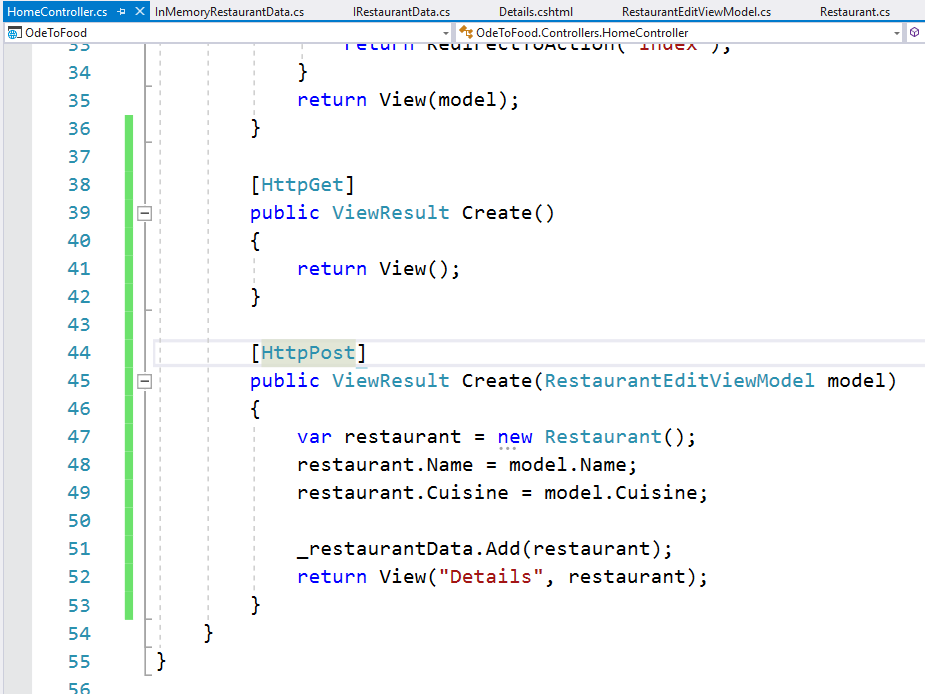 HomeController.cs InMemoryRestaurantData.cs IRestaurantData.cs Details.cshtml RestaurantEditViewModel.cs Restaurant.cs
OdeToFood OdeToFood.Controllers.HomeController
33 return RedirectToAction("Index");
34 }
35 return View(model);
36 }
37
38 [HttpGet]
39 public ViewResult Create()
40 {
41 return View();
42 }
43
44 [HttpPost]
45 public ViewResult Create(RestaurantEditViewModel model)
46 {
47 var restaurant = new Restaurant();
48 restaurant.Name = model.Name;
49 restaurant.Cuisine = model.Cuisine;
50
51 _restaurantData.Add(restaurant);
52 return View("Details", restaurant);
53 }
54 }
55 }
56